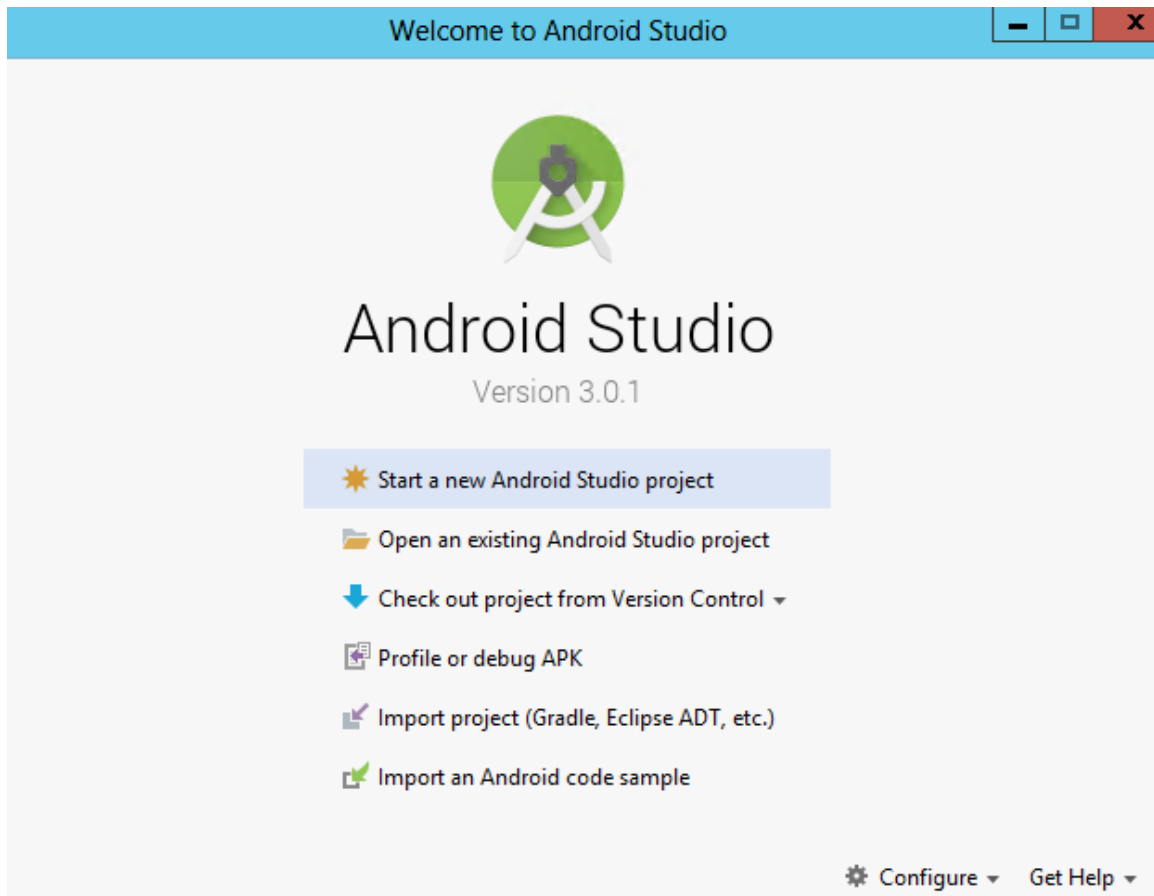 Welcome to Android Studio
Android Studio
Version 3.0.1
Start a new Android Studio project
Open an existing Android Studio project
Check out project from Version Control
Profile or debug APK
Import project (Gradle, Eclipse ADT, etc.)
Import an Android code sample
Configure Get Help